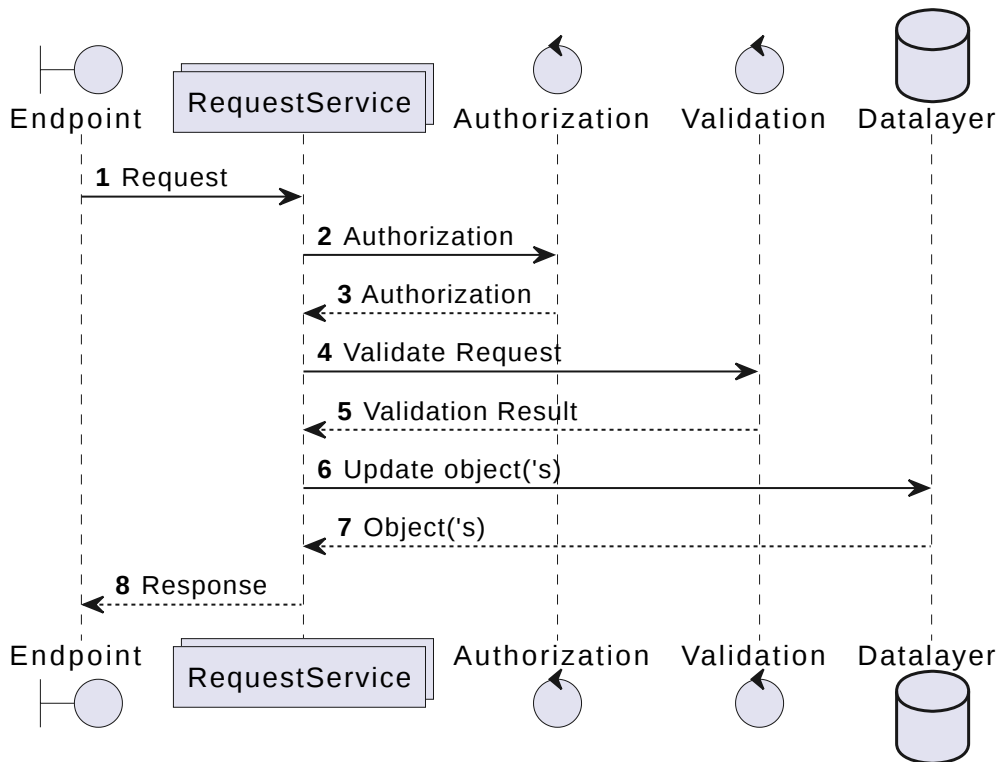 Endpoint
RequestService
Authorization
Validation
Datalayer
1 Request
2 Authorization
3 Authorization
4 Validate Request
5 Validation Result
6 Update object('s)
7 Object('s)
8 Response
Endpoint
RequestService
Authorization
Validation
Datalayer